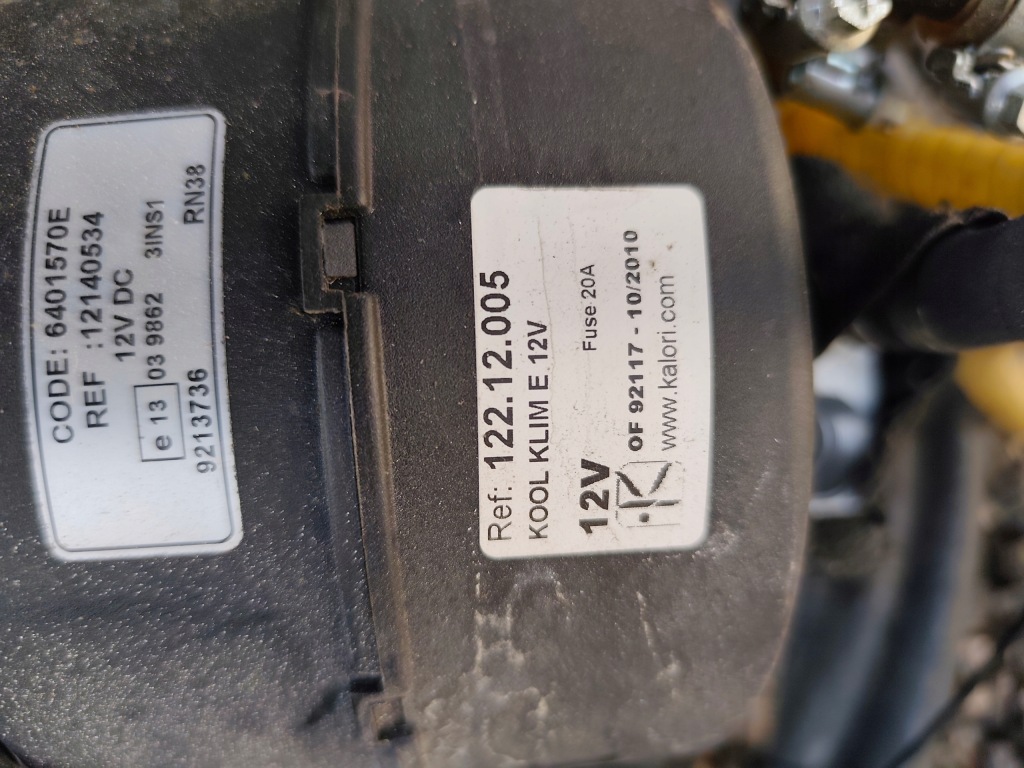 CODE: 6401570E
REF :12140534
12V DC
e 13 03 9862 3INS1
9213736 RN38
Ref: 122.12.005
KOOL KLIM E 12V
12V Fuse 20A
K OF 92117 - 10/2010
www.kalori.com